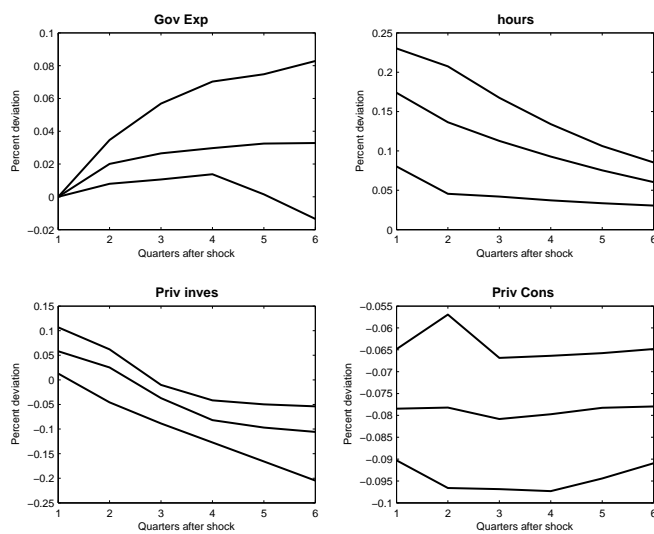 Gov Exp
0.1
0.08
0.06
0.04
0.02
0
−0.02
Percent deviation
1 2 3 4 5 6
Quarters after shock
hours
0.25
0.2
0.15
0.1
0.05
0
Percent deviation
1 2 3 4 5 6
Quarters after shock
Priv inves
0.15
0.1
0.05
0
−0.05
−0.1
−0.15
−0.2
−0.25
Percent deviation
1 2 3 4 5 6
Quarters after shock
Priv Cons
−0.055
−0.06
−0.065
−0.07
−0.075
−0.08
−0.085
−0.09
−0.095
−0.1
Percent deviation
1 2 3 4 5 6
Quarters after shock